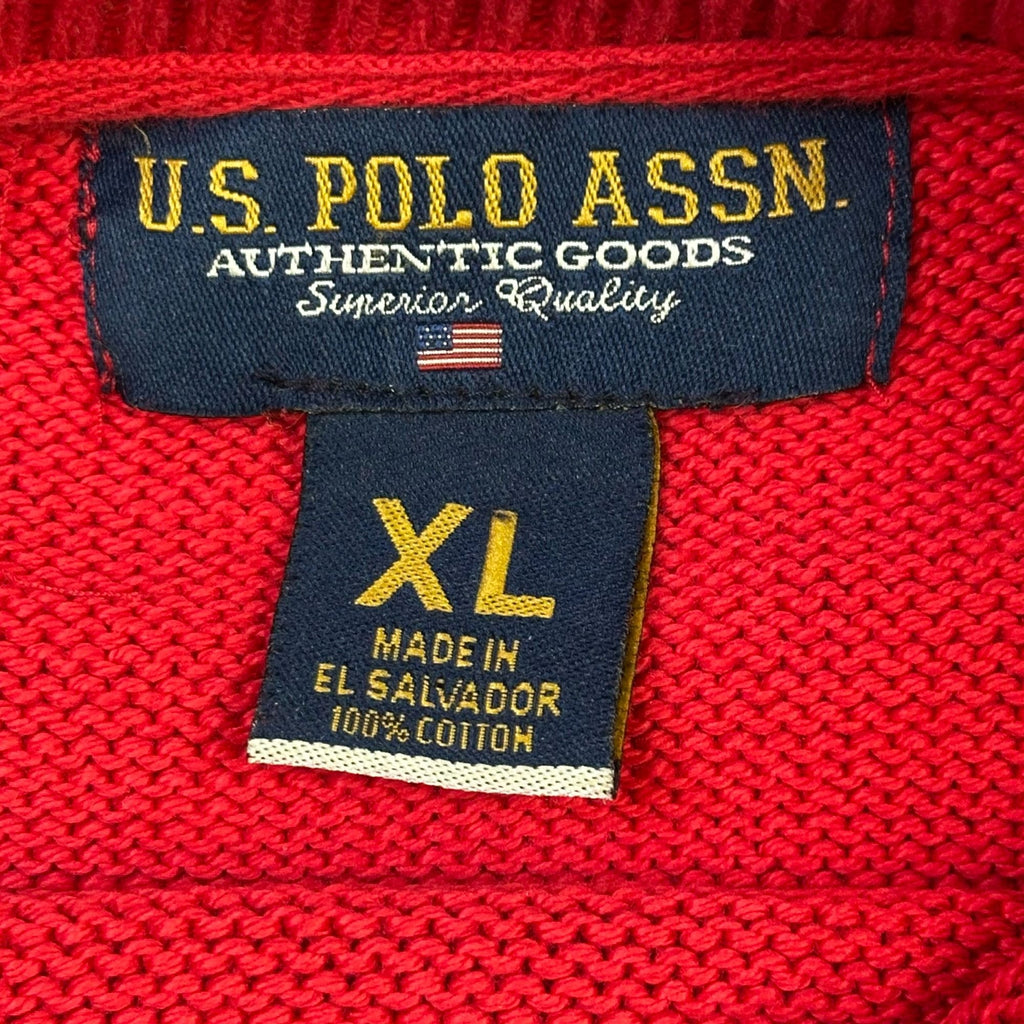 U.S. POLO ASSN.
AUTHENTIC GOODS
Superior Quality
XL
MADE IN
EL SALVADOR
100% COTTON